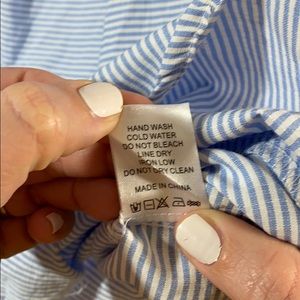 HAND WASH
COLD WATER
DO NOT BLEACH
LINE DRY
IRON LOW
DO NOT DRY CLEAN
MADE IN CHINA